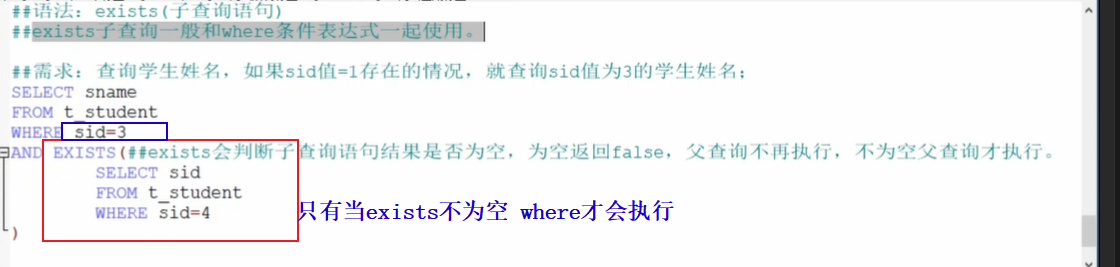 ##语法：exists(子查询语句)
##exists子查询一般和where条件表达式一起使用。
##需求：查询学生姓名，如果sid值=1存在的情况，就查询sid值为3的学生姓名；
SELECT sname
FROM t_student
WHERE sid=3
AND EXISTS(##exists会判断子查询语句结果是否为空，为空返回false，父查询不再执行，不为空父查询才执行。
SELECT sid
FROM t_student
WHERE sid=4
只有当exists不为空 where才会执行
)